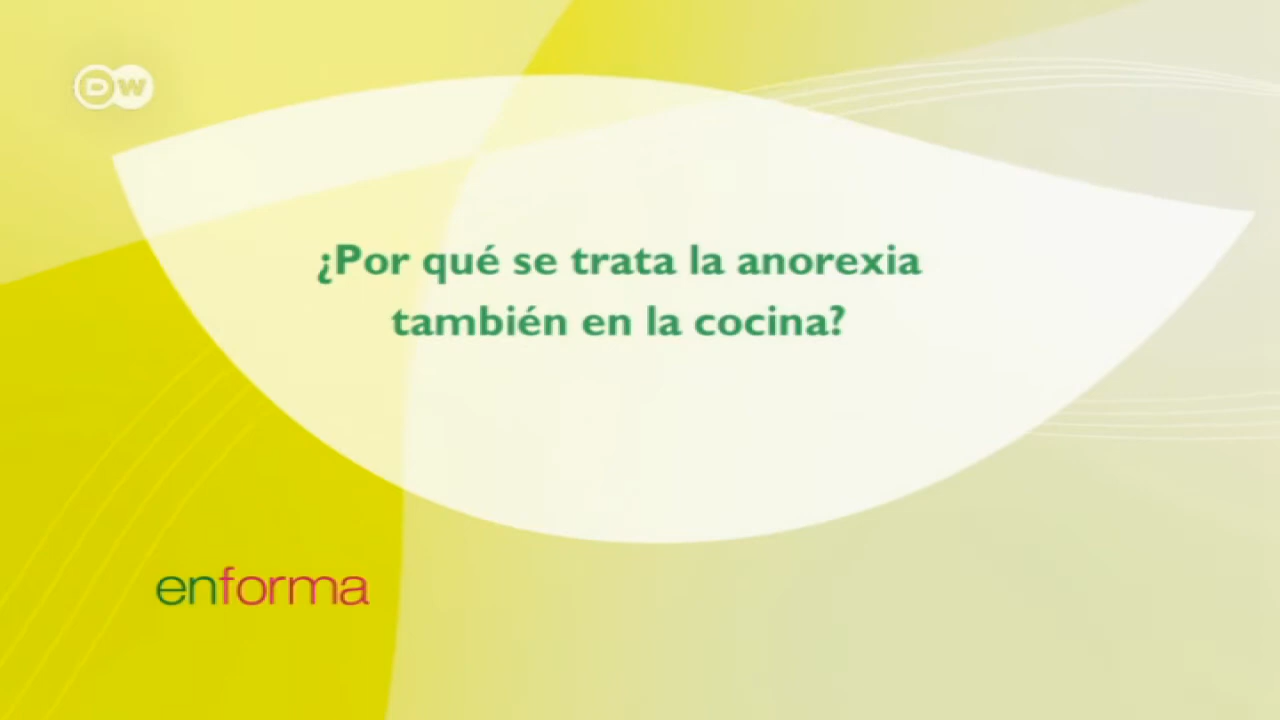 DW
¿Por qué se trata la anorexia
también en la cocina?
enforma